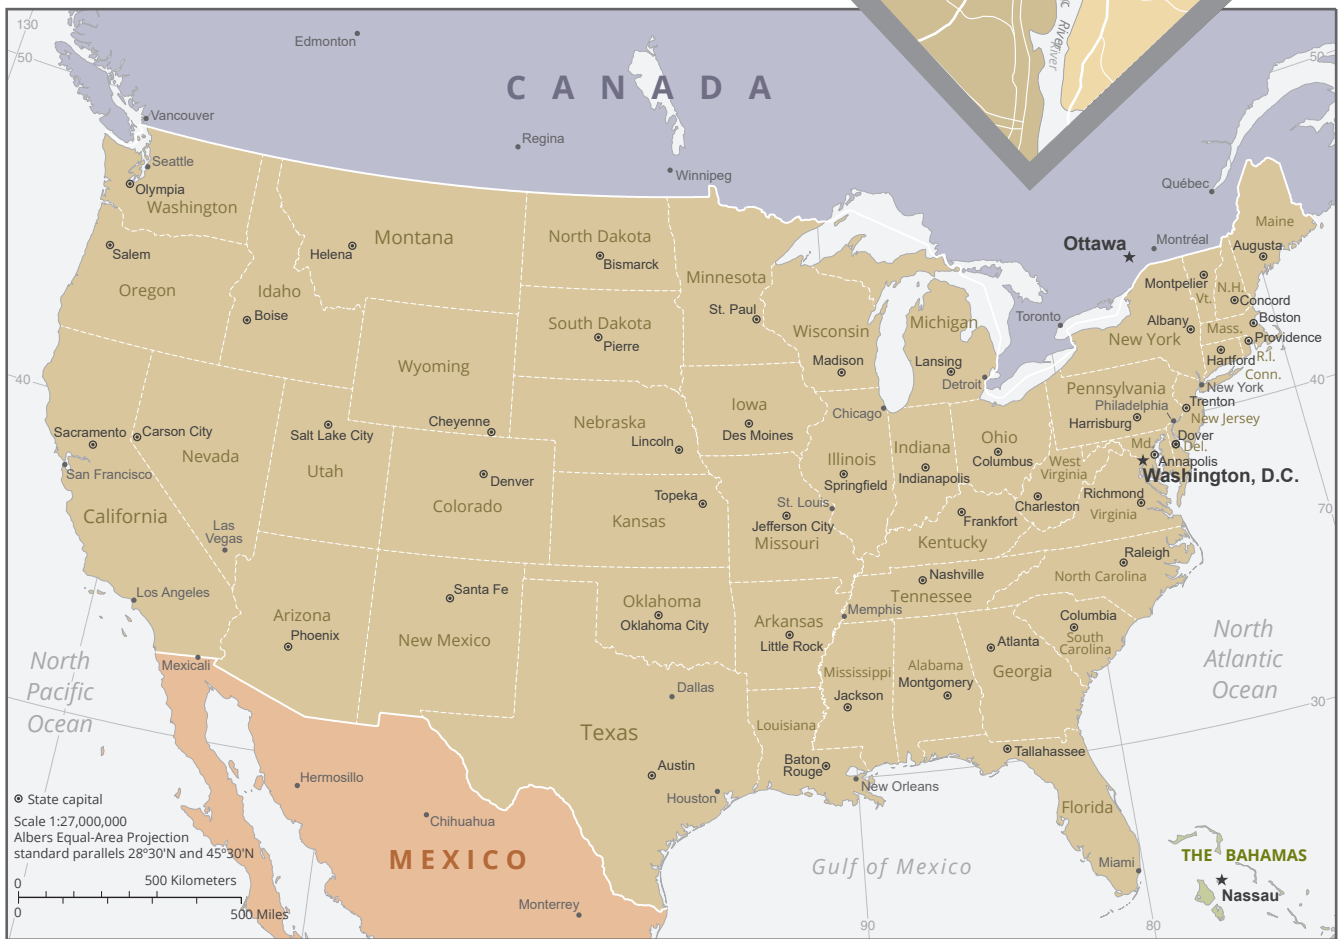 130
50
Edmonton
CANADA
River
River
50
Vancouver
Regina
Winnipeg
Seattle
Olympia
Washington
Québec
Maine
Augusta
Montana
Helena
North Dakota
Bismarck
Ottawa
Montréal
Salem
Oregon
Idaho
Boise
Minnesota
St. Paul
Montpelier
Vt.
N.H.
Concord
South Dakota
Pierre
Wisconsin
Madison
Michigan
Lansing
Detroit
Toronto
Albany
New York
Mass.
Boston
Providence
Hartford
R.I.
Conn.
Wyoming
Cheyenne
40
Nebraska
Lincoln
Iowa
Des Moines
Chicago
Pennsylvania
Harrisburg
Philadelphia
New York
Trenton
New Jersey
40
Sacramento
Carson City
Nevada
San Francisco
Salt Lake City
Utah
Denver
Colorado
Illinois
Springfield
Indiana
Indianapolis
Ohio
Columbus
West
Virginia
Charleston
Md.
Dover
Del.
Annapolis
Washington, D.C.
Richmond
Virginia
California
Las
Vegas
Topeka
Kansas
St. Louis
Jefferson City
Missouri
Frankfort
Kentucky
70
Los Angeles
Arizona
Phoenix
Santa Fe
New Mexico
Oklahoma
Oklahoma City
Arkansas
Little Rock
Memphis
Nashville
Tennessee
Raleigh
North Carolina
Columbia
South
Carolina
Mexicali
North
Pacific
Ocean
Dallas
Texas
Austin
Houston
Louisiana
Baton
Rouge
New Orleans
Mississippi
Jackson
Alabama
Montgomery
Atlanta
Georgia
Tallahassee
North
Atlantic
Ocean
30
Hermosillo
Chihuahua
MEXICO
Monterrey
Gulf of Mexico
Florida
Miami
THE BAHAMAS
Nassau
State capital
Scale 1:27,000,000
Albers Equal-Area Projection
standard parallels 28°30'N and 45°30'N
0
500 Kilometers
0
500 Miles
90
80